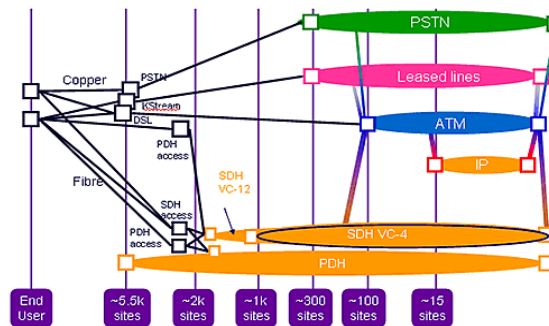 PSTN
Copper
PSTN
Leased lines
KStream
DSL
ATM
PDH
access
IP
Fibre
SDH
VC-12
SDH
access
PDH
access
SDH VC-4
PDH
End
User
~5.5k
sites
~2k
sites
~1k
sites
~300
sites
~100
sites
~15
sites